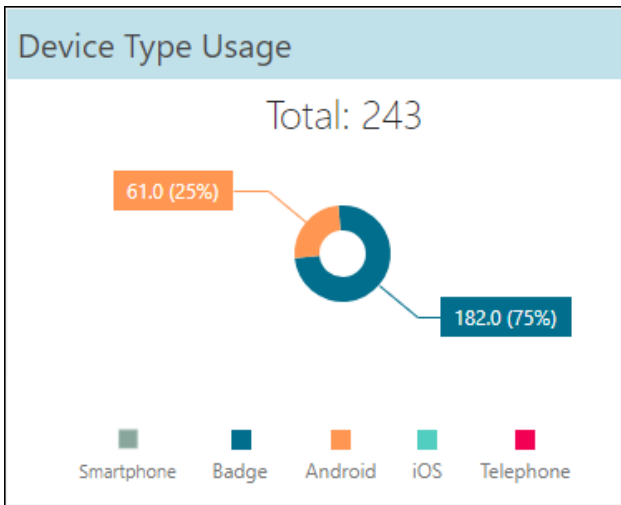 Device Type Usage
Total: 243
61.0 (25%)
182.0 (75%)
Smartphone Badge Android iOS Telephone